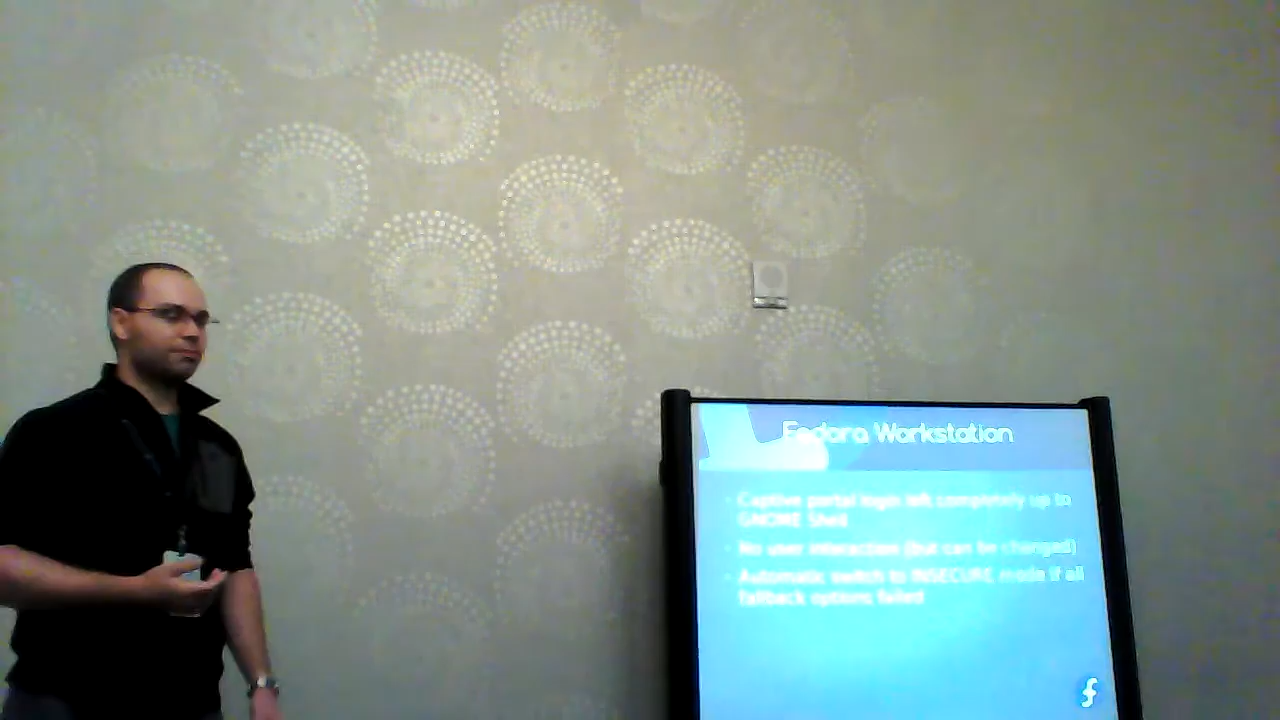 Fedora Workstation
Captive portal login left completely up to
GNOME Shell
No user interaction (but can be changed)
Automatic switch to INSECURE mode if all
fallback options failed